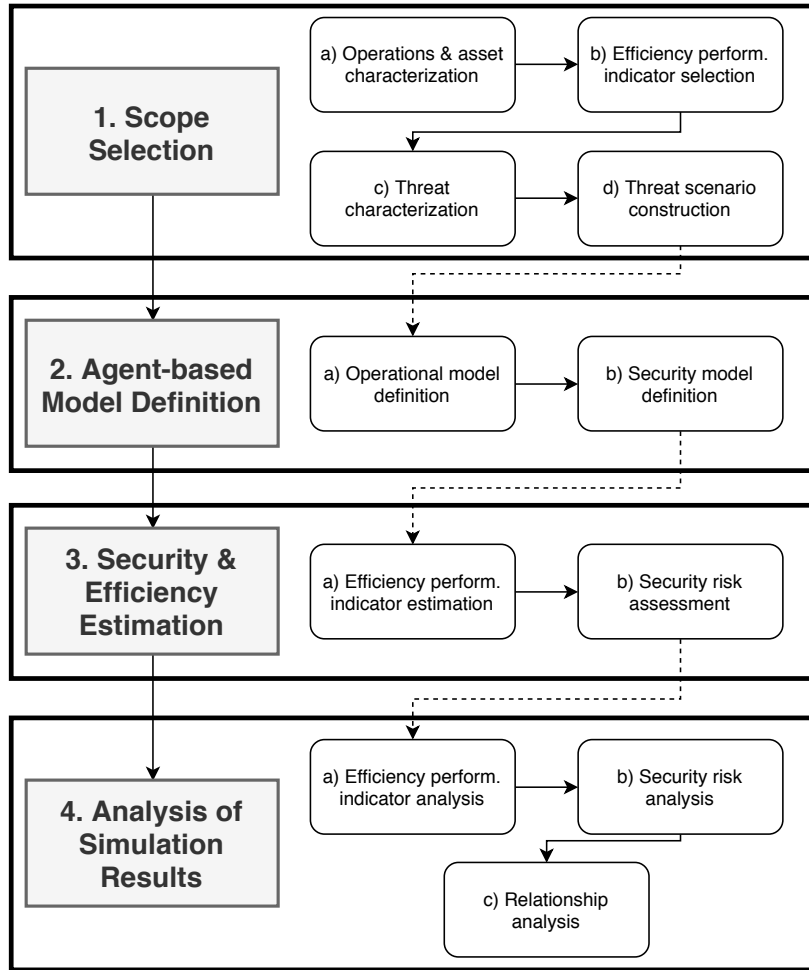 1. Scope
Selection
a) Operations & asset
characterization
b) Efficiency perform.
indicator selection
c) Threat
characterization
d) Threat scenario
construction
2. Agent-based
Model Definition
a) Operational model
definition
b) Security model
definition
3. Security &
Efficiency
Estimation
a) Efficiency perform.
indicator estimation
b) Security risk
assessment
4. Analysis of
Simulation
Results
a) Efficiency perform.
indicator analysis
b) Security risk
analysis
c) Relationship
analysis